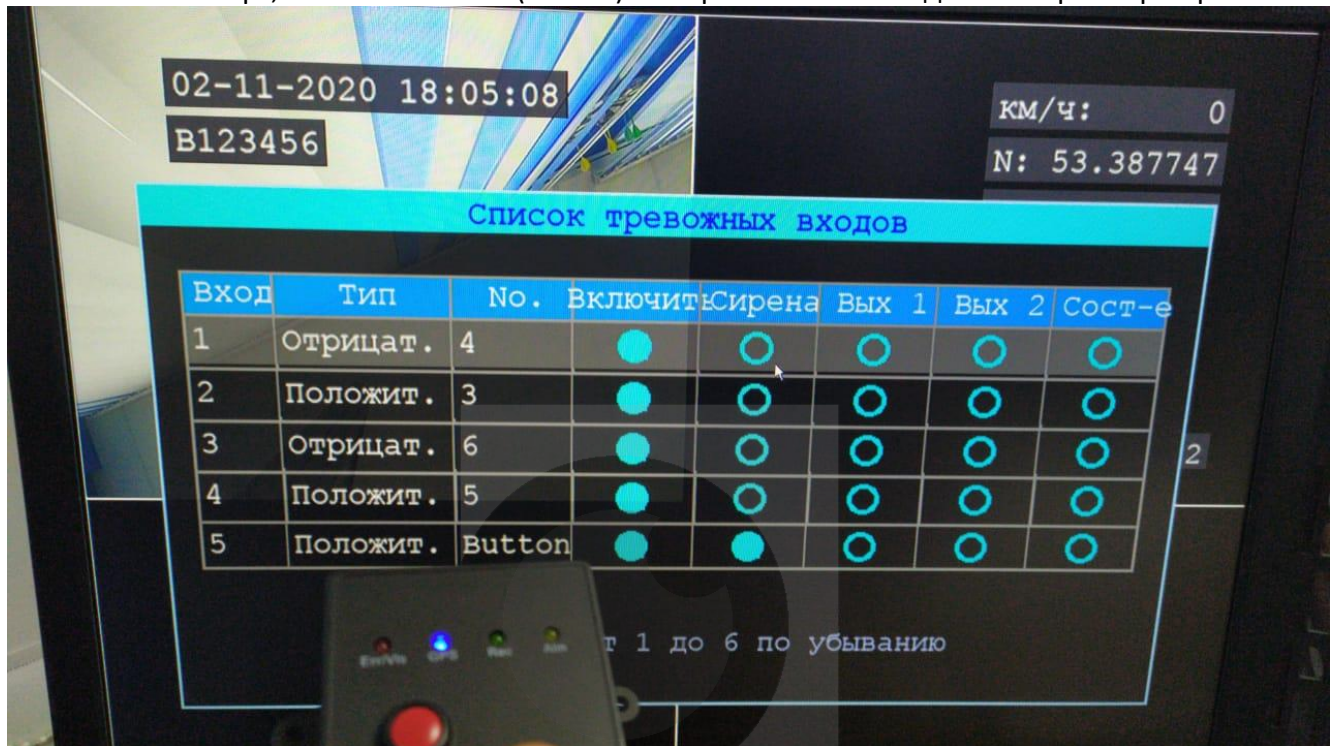 02-11-2020 18:05:08
B123456
км/ч: 0
N: 53.387747
Список тревожных входов
Вход Тип No. Включить Сирена Вых 1 Вых 2 Сост-е
1 Отрицат. 4
2 Положит. 3
3 Отрицат. 6
4 Положит. 5
5 Положит. Button
2
1 до 6 по убыванию
GPS Rec